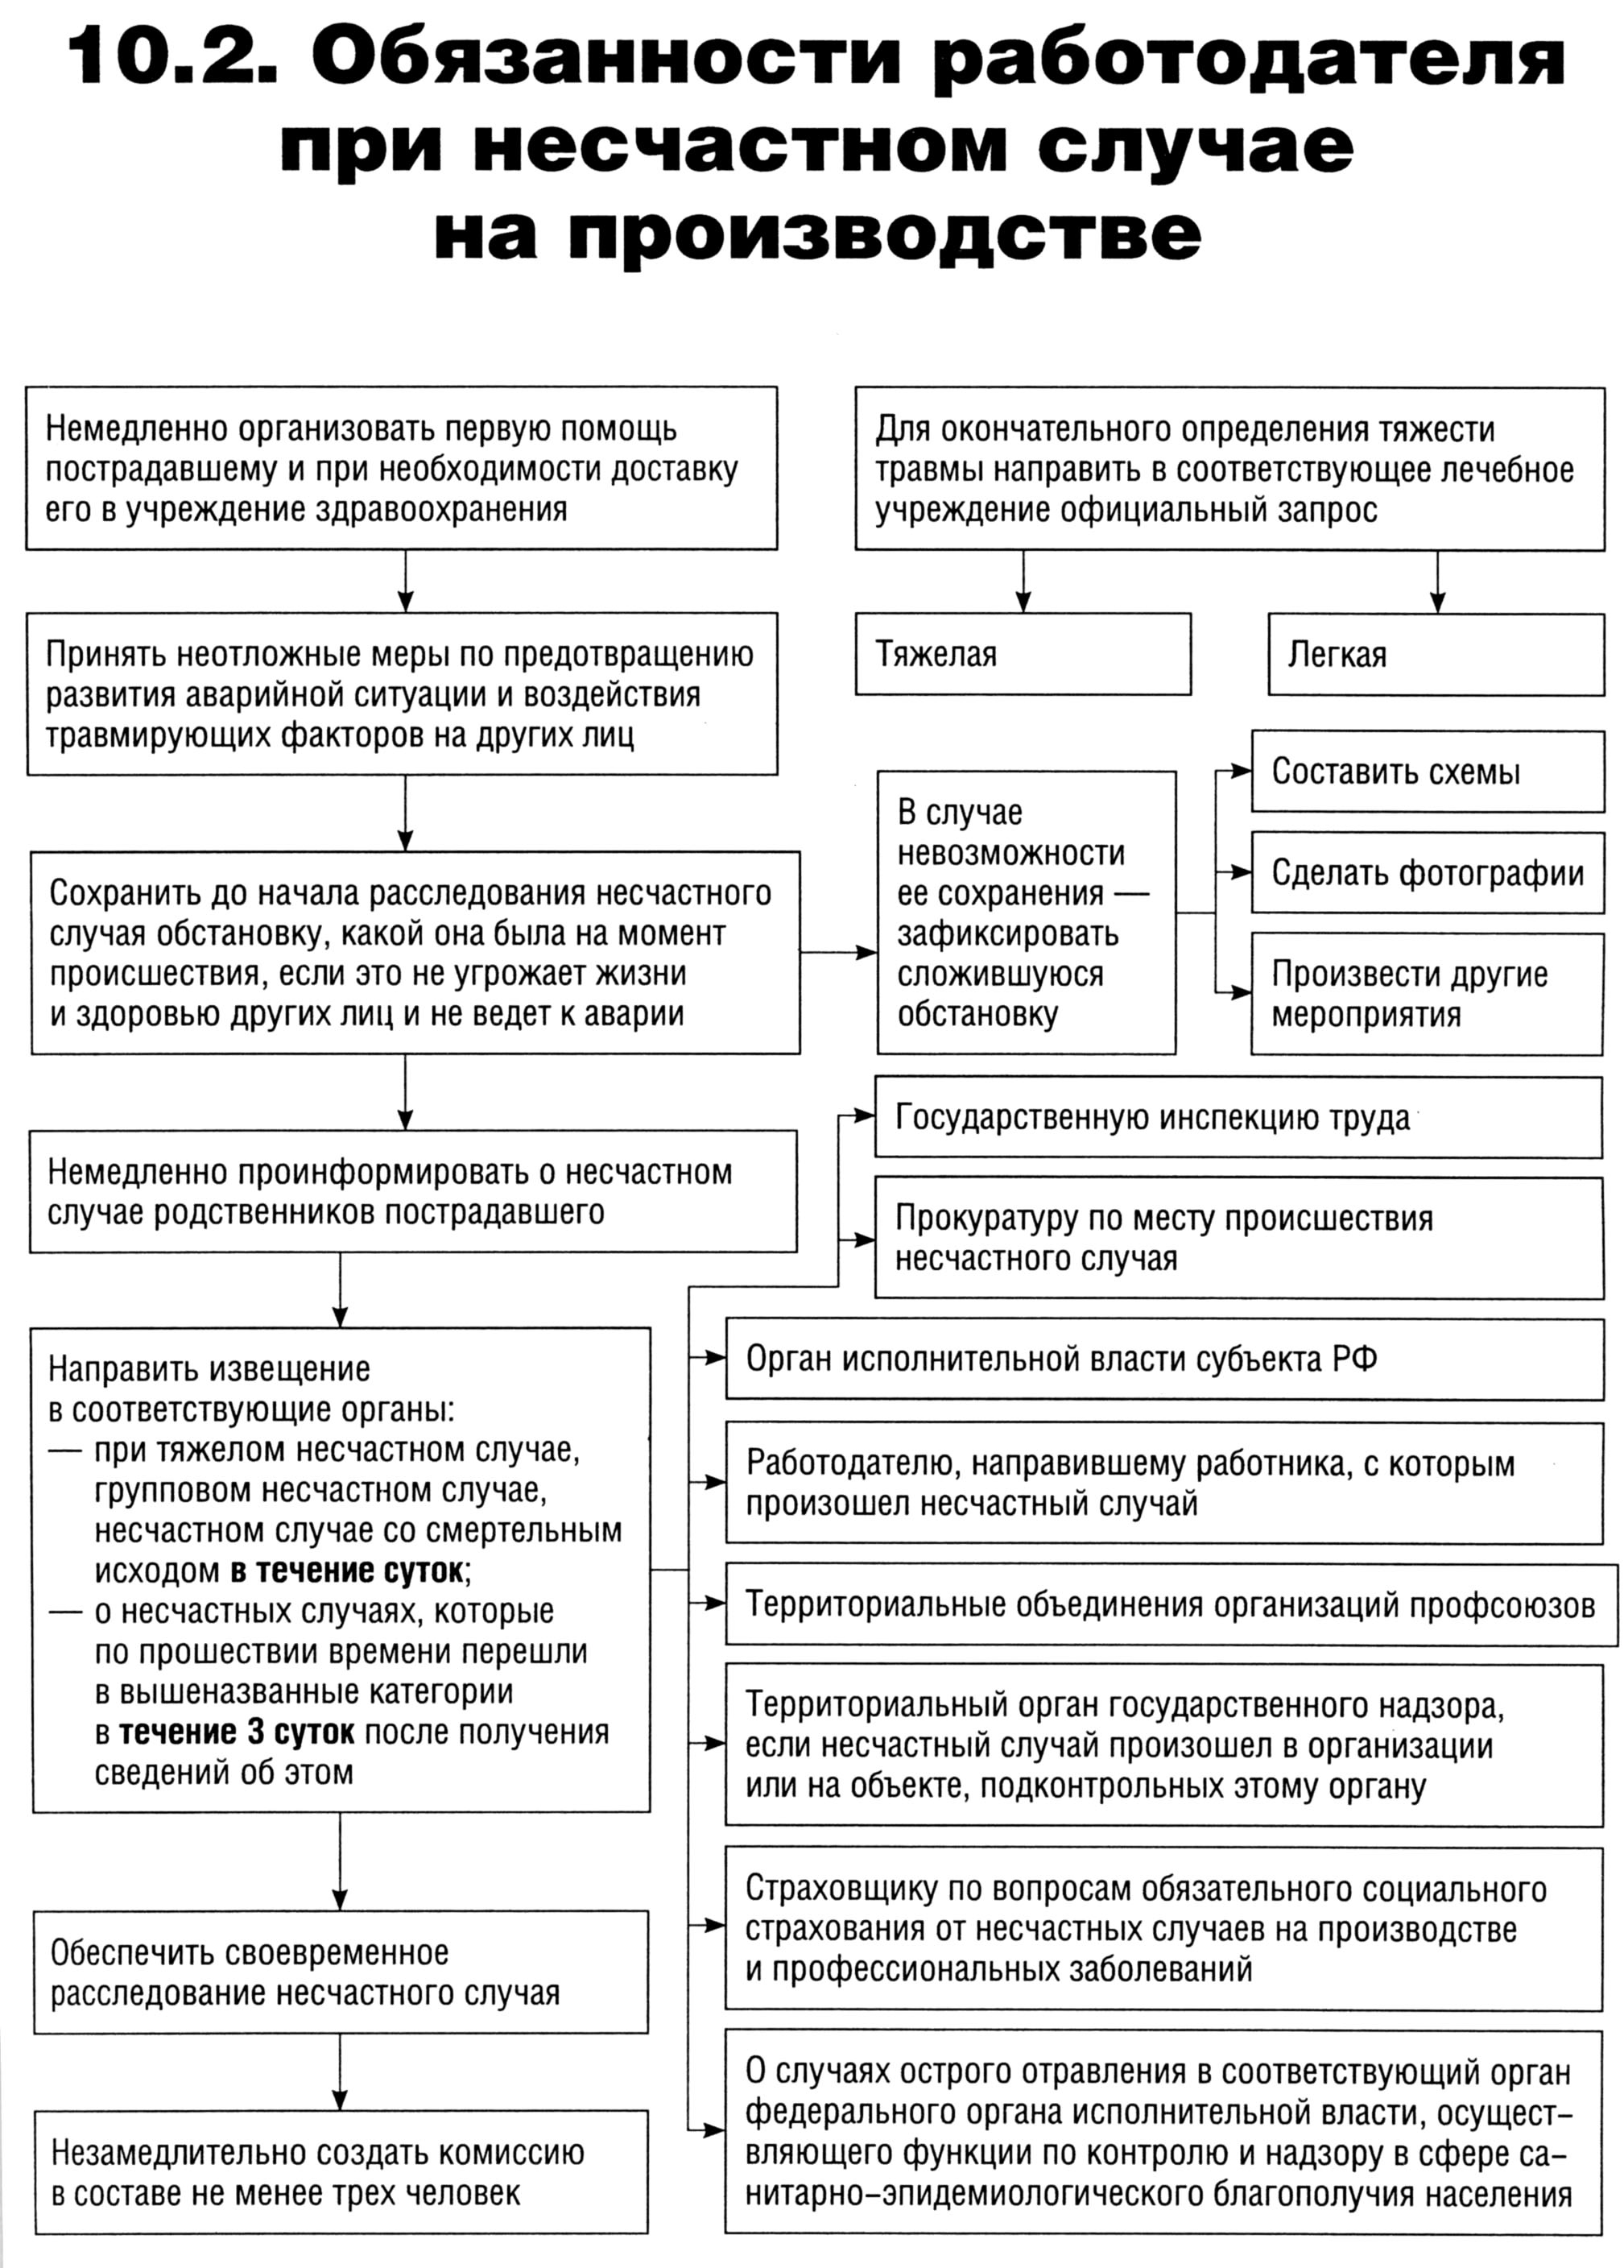 10.2. Обязанности работодателя
при несчастном случае
на производстве
Немедленно организовать первую помощь
пострадавшему и при необходимости доставку
его в учреждение здравоохранения
Для окончательного определения тяжести
травмы направить в соответствующее лечебное
учреждение официальный запрос
Тяжелая
Легкая
Принять неотложные меры по предотвращению
развития аварийной ситуации и воздействия
травмирующих факторов на других лиц
Сохранить до начала расследования несчастного
случая обстановку, какой она была на момент
происшествия, если это не угрожает жизни
и здоровью других лиц и не ведет к аварии
В случае
невозможности
ее сохранения —
зафиксировать
сложившуюся
обстановку
Составить схемы
Сделать фотографии
Произвести другие
мероприятия
Немедленно проинформировать о несчастном
случае родственников пострадавшего
Направить извещение
в соответствующие органы:
— при тяжелом несчастном случае,
групповом несчастном случае,
несчастном случае со смертельным
исходом в течение суток;
— о несчастных случаях, которые
по прошествии времени перешли
в вышеназванные категории
в течение 3 суток после получения
сведений об этом
Государственную инспекцию труда
Прокуратуру по месту происшествия
несчастного случая
Орган исполнительной власти субъекта РФ
Работодателю, направившему работника, с которым
произошел несчастный случай
Территориальные объединения организаций профсоюзов
Территориальный орган государственного надзора,
если несчастный случай произошел в организации
или на объекте, подконтрольных этому органу
Страховщику по вопросам обязательного социального
страхования от несчастных случаев на производстве
и профессиональных заболеваний
О случаях острого отравления в соответствующий орган
федерального органа исполнительной власти, осущест-
вляющего функции по контролю и надзору в сфере са-
нитарно-эпидемиологического благополучия населения
Обеспечить своевременное
расследование несчастного случая
Незамедлительно создать комиссию
в составе не менее трех человек